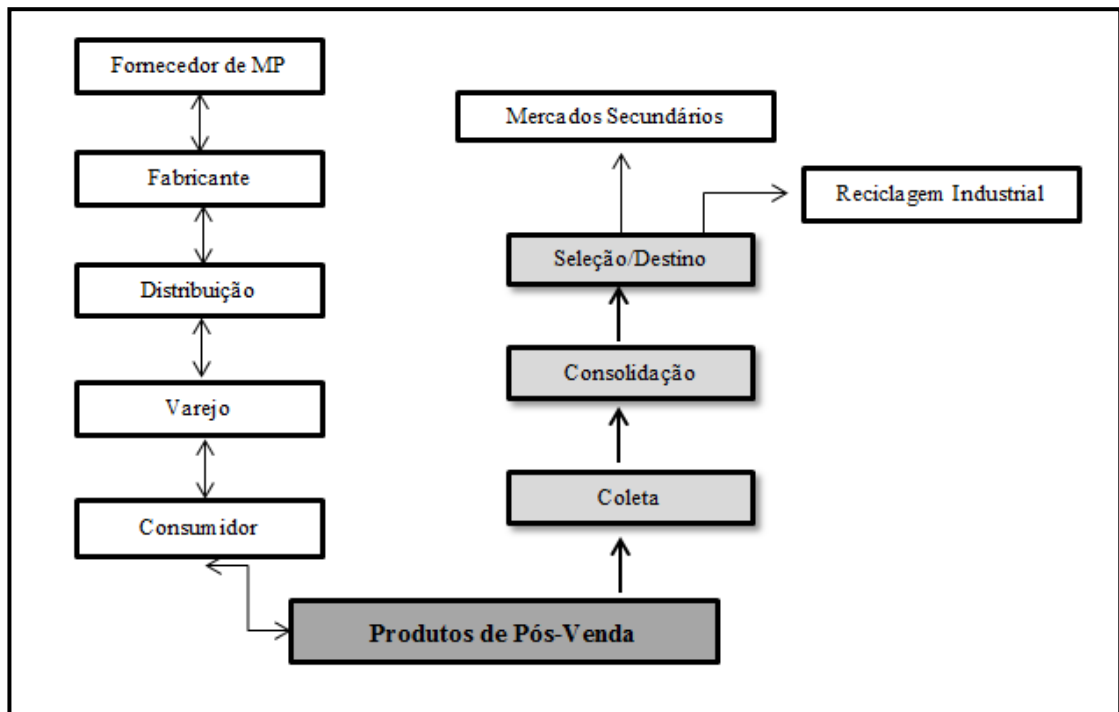 Fornecedor de MP
Fabricante
Distribuição
Varejo
Consumidor
Produtos de Pós-Venda
Mercados Secundários
Reciclagem Industrial
Seleção/Destino
Consolidação
Coleta